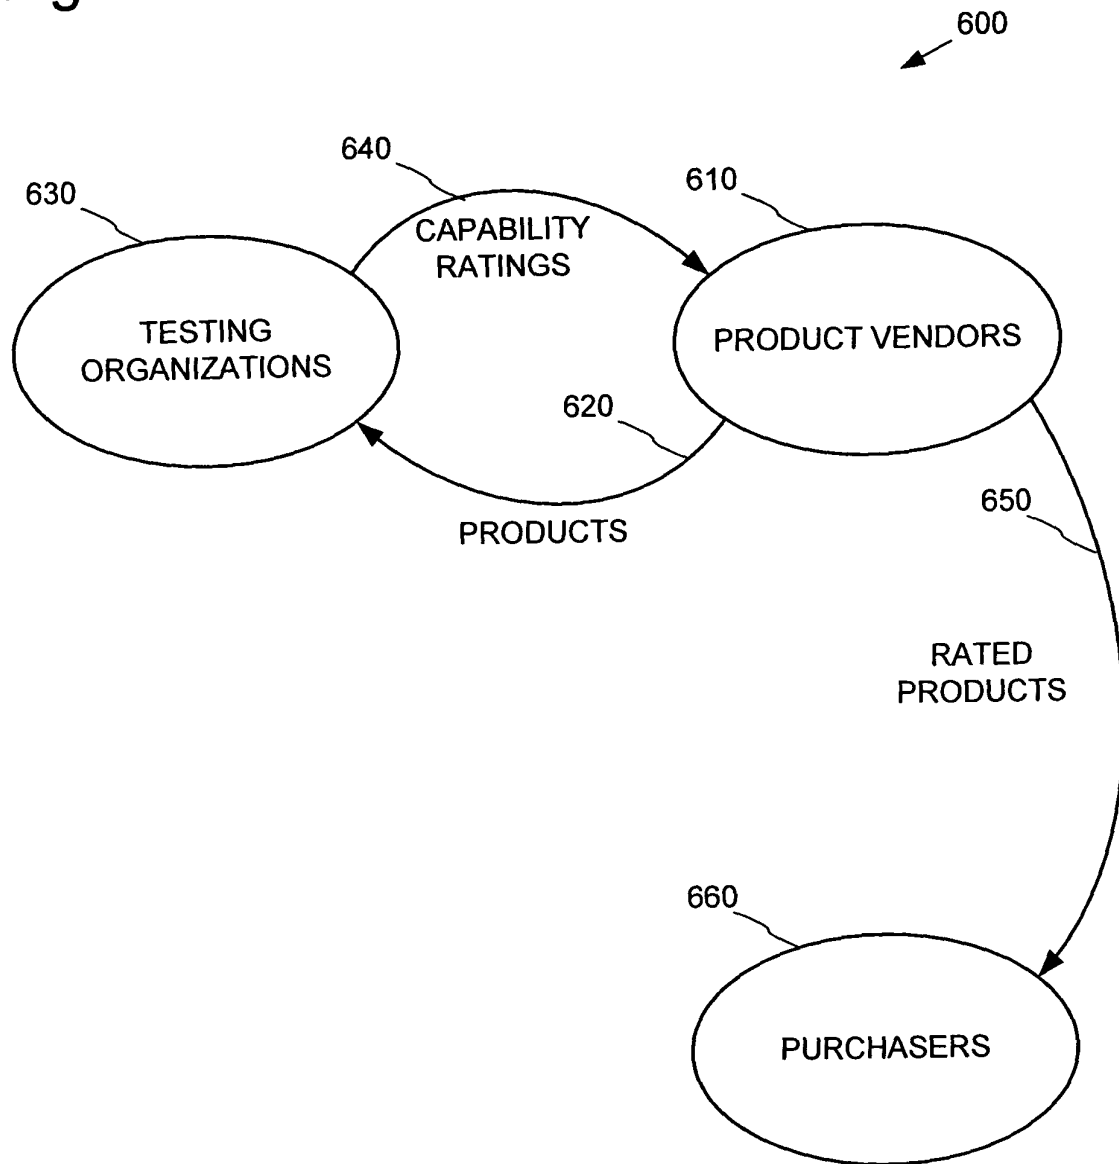 600
640
610
630
CAPABILITY
RATINGS
TESTING
ORGANIZATIONS
PRODUCT VENDORS
620
650
PRODUCTS
RATED
PRODUCTS
660
PURCHASERS